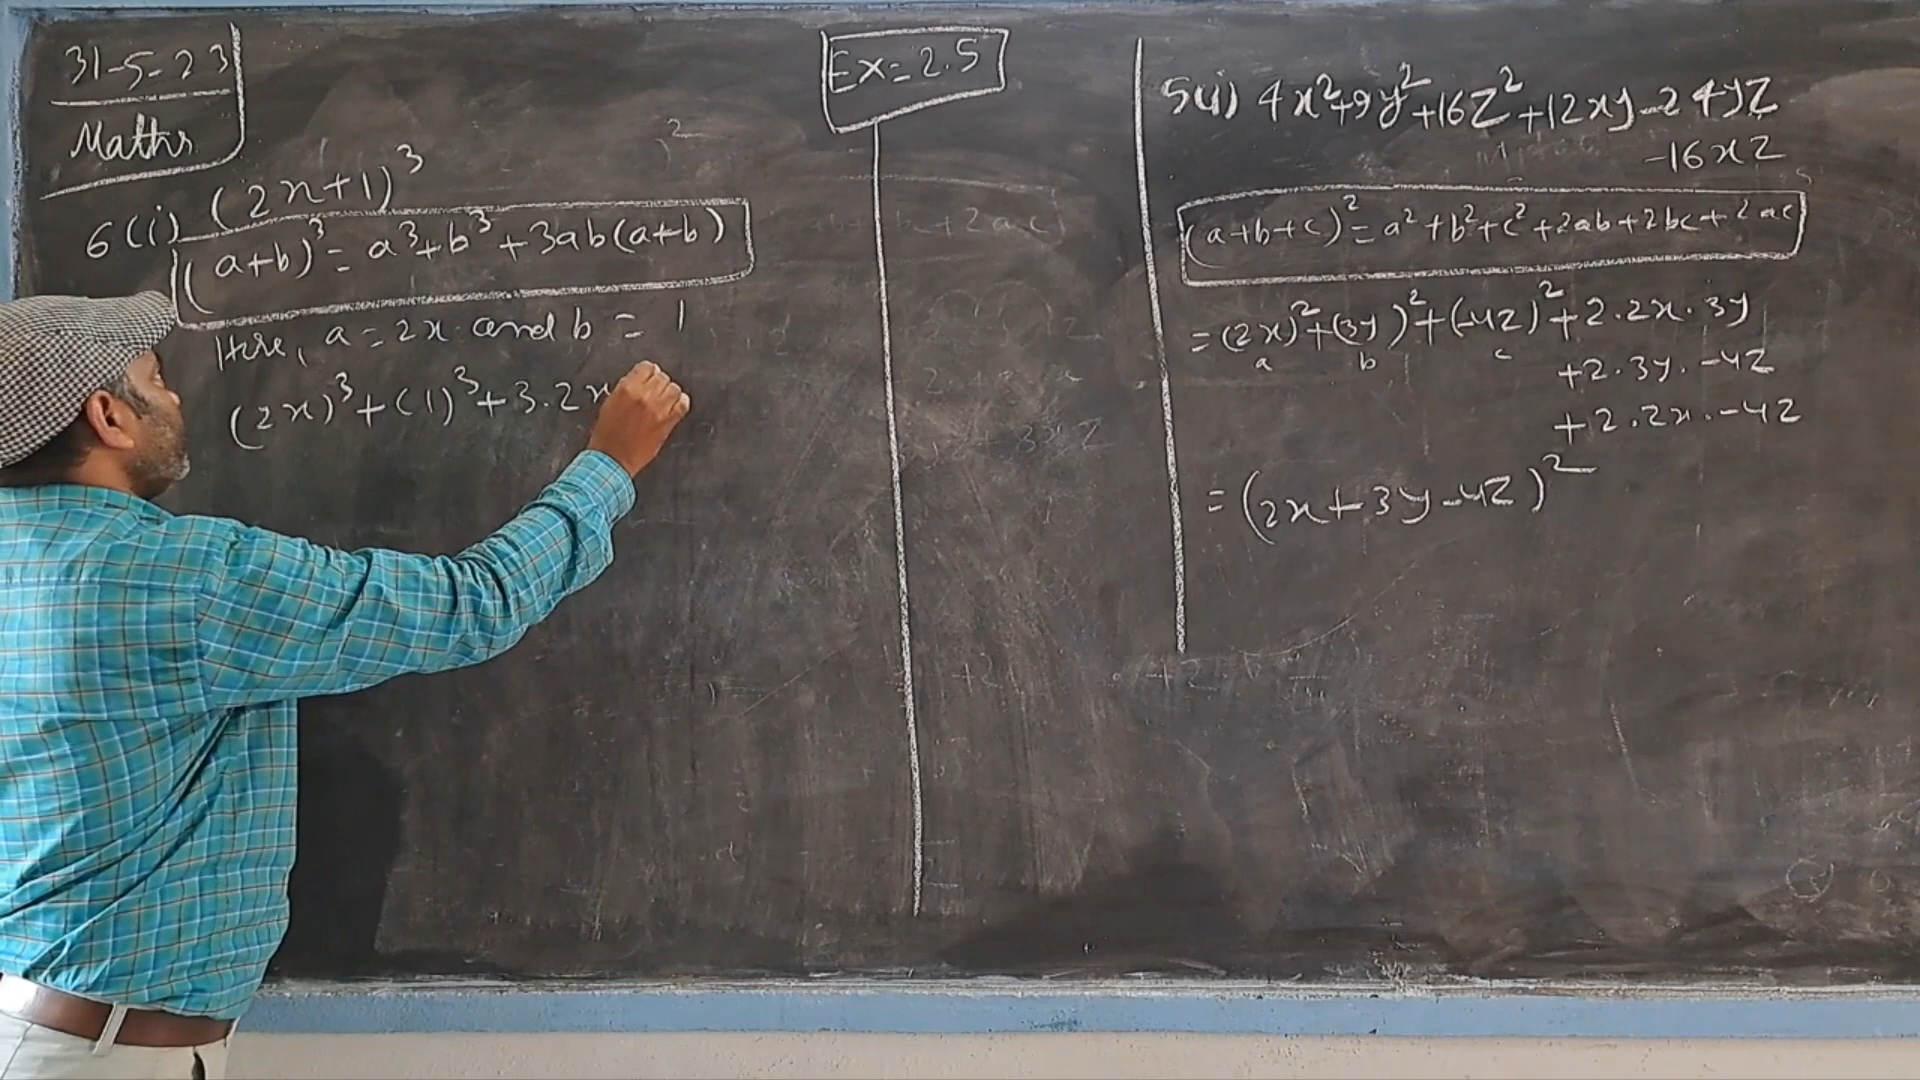 31-5-23
Maths
Ex=2.5
6(i) (2x+1)³
(a+b)³=a³+b³+3ab(a+b)
Here, a=2x and b=1
(2x)³+(1)³+3.2x
5(ii) 4x²+9y²+16z²+12xy-24yz
-16xz
(a+b+c)²=a²+b²+c²+2ab+2bc+2ac
=(2x)²+(3y)²+(-4z)²+2.2x.3y
a b c
+2.3y.-4z
+2.2x.-4z
=(2x+3y-4z)²